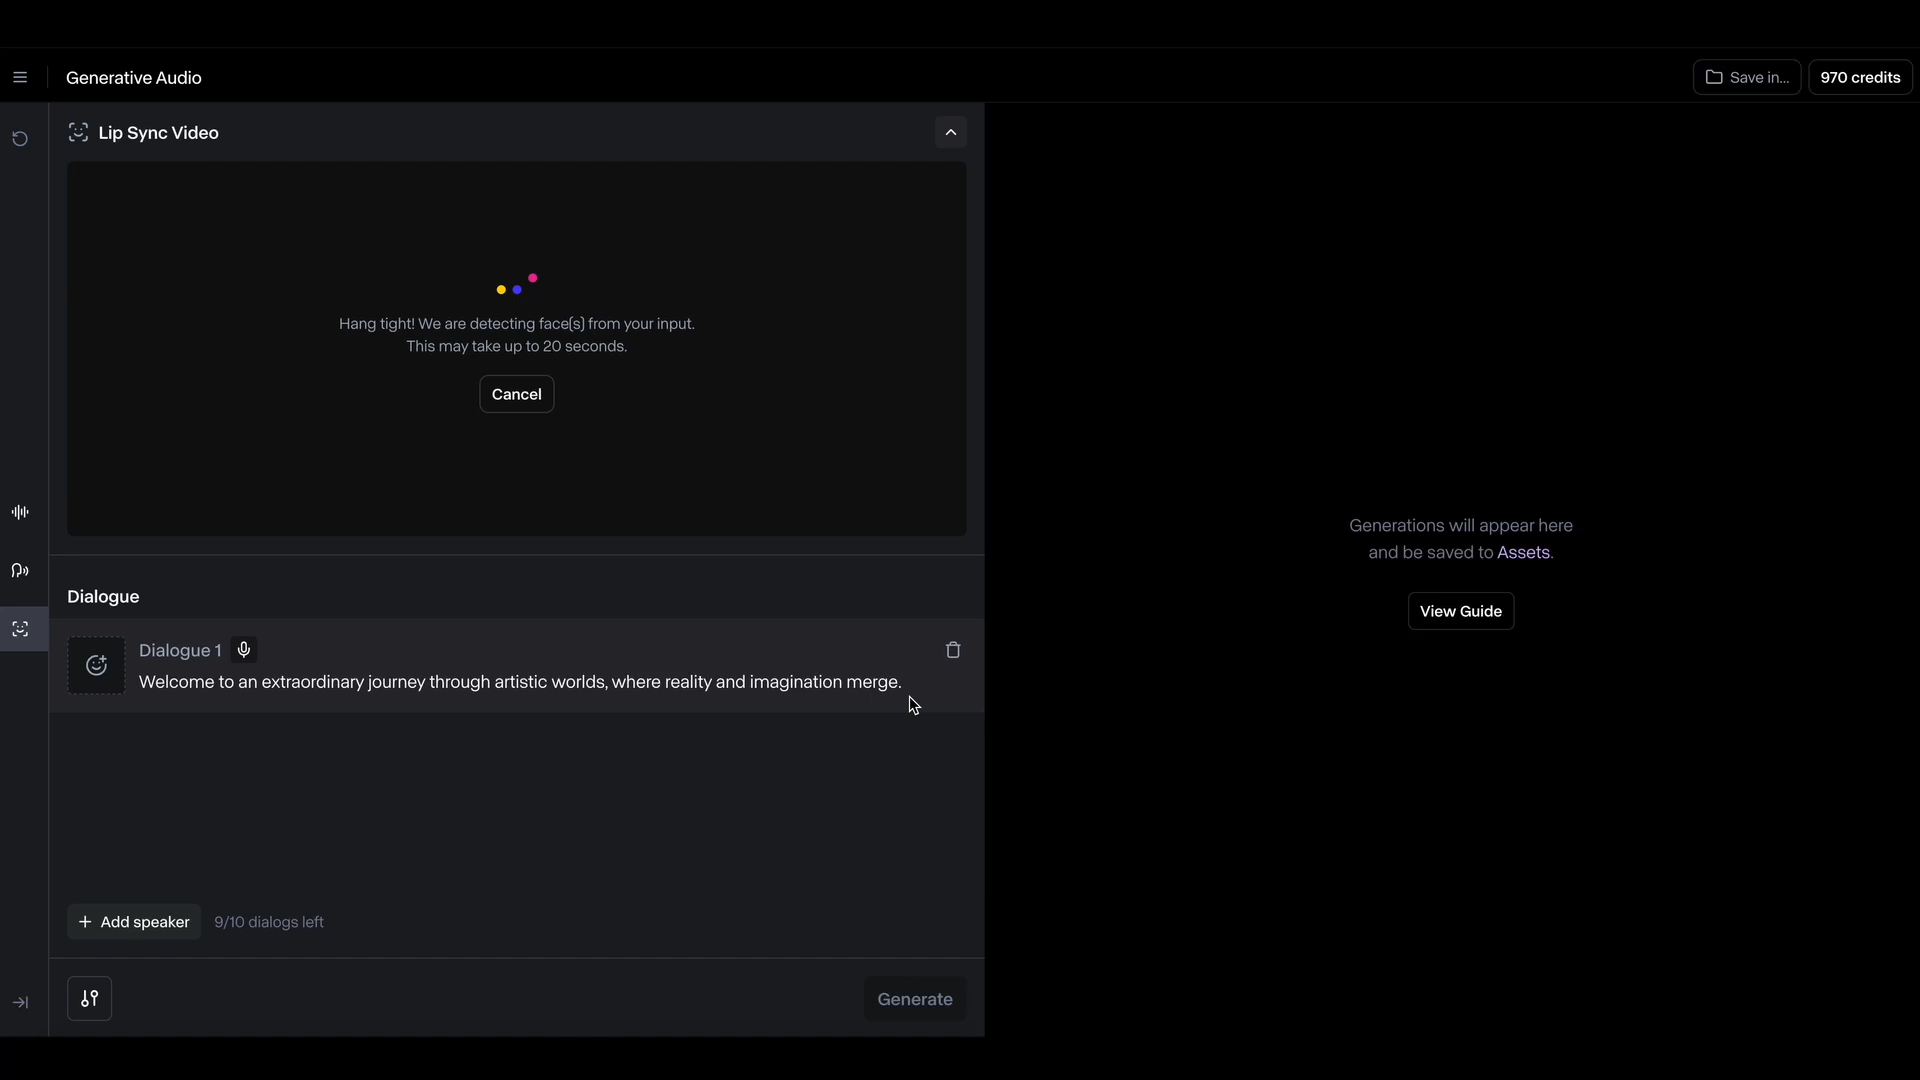 Generative Audio
Save in...
970 credits
Lip Sync Video
Hang tight! We are detecting face(s) from your input.
This may take up to 20 seconds.
Cancel
Generations will appear here
and be saved to Assets.
View Guide
Dialogue
Dialogue 1
Welcome to an extraordinary journey through artistic worlds, where reality and imagination merge.
Add speaker
9/10 dialogs left
Generate